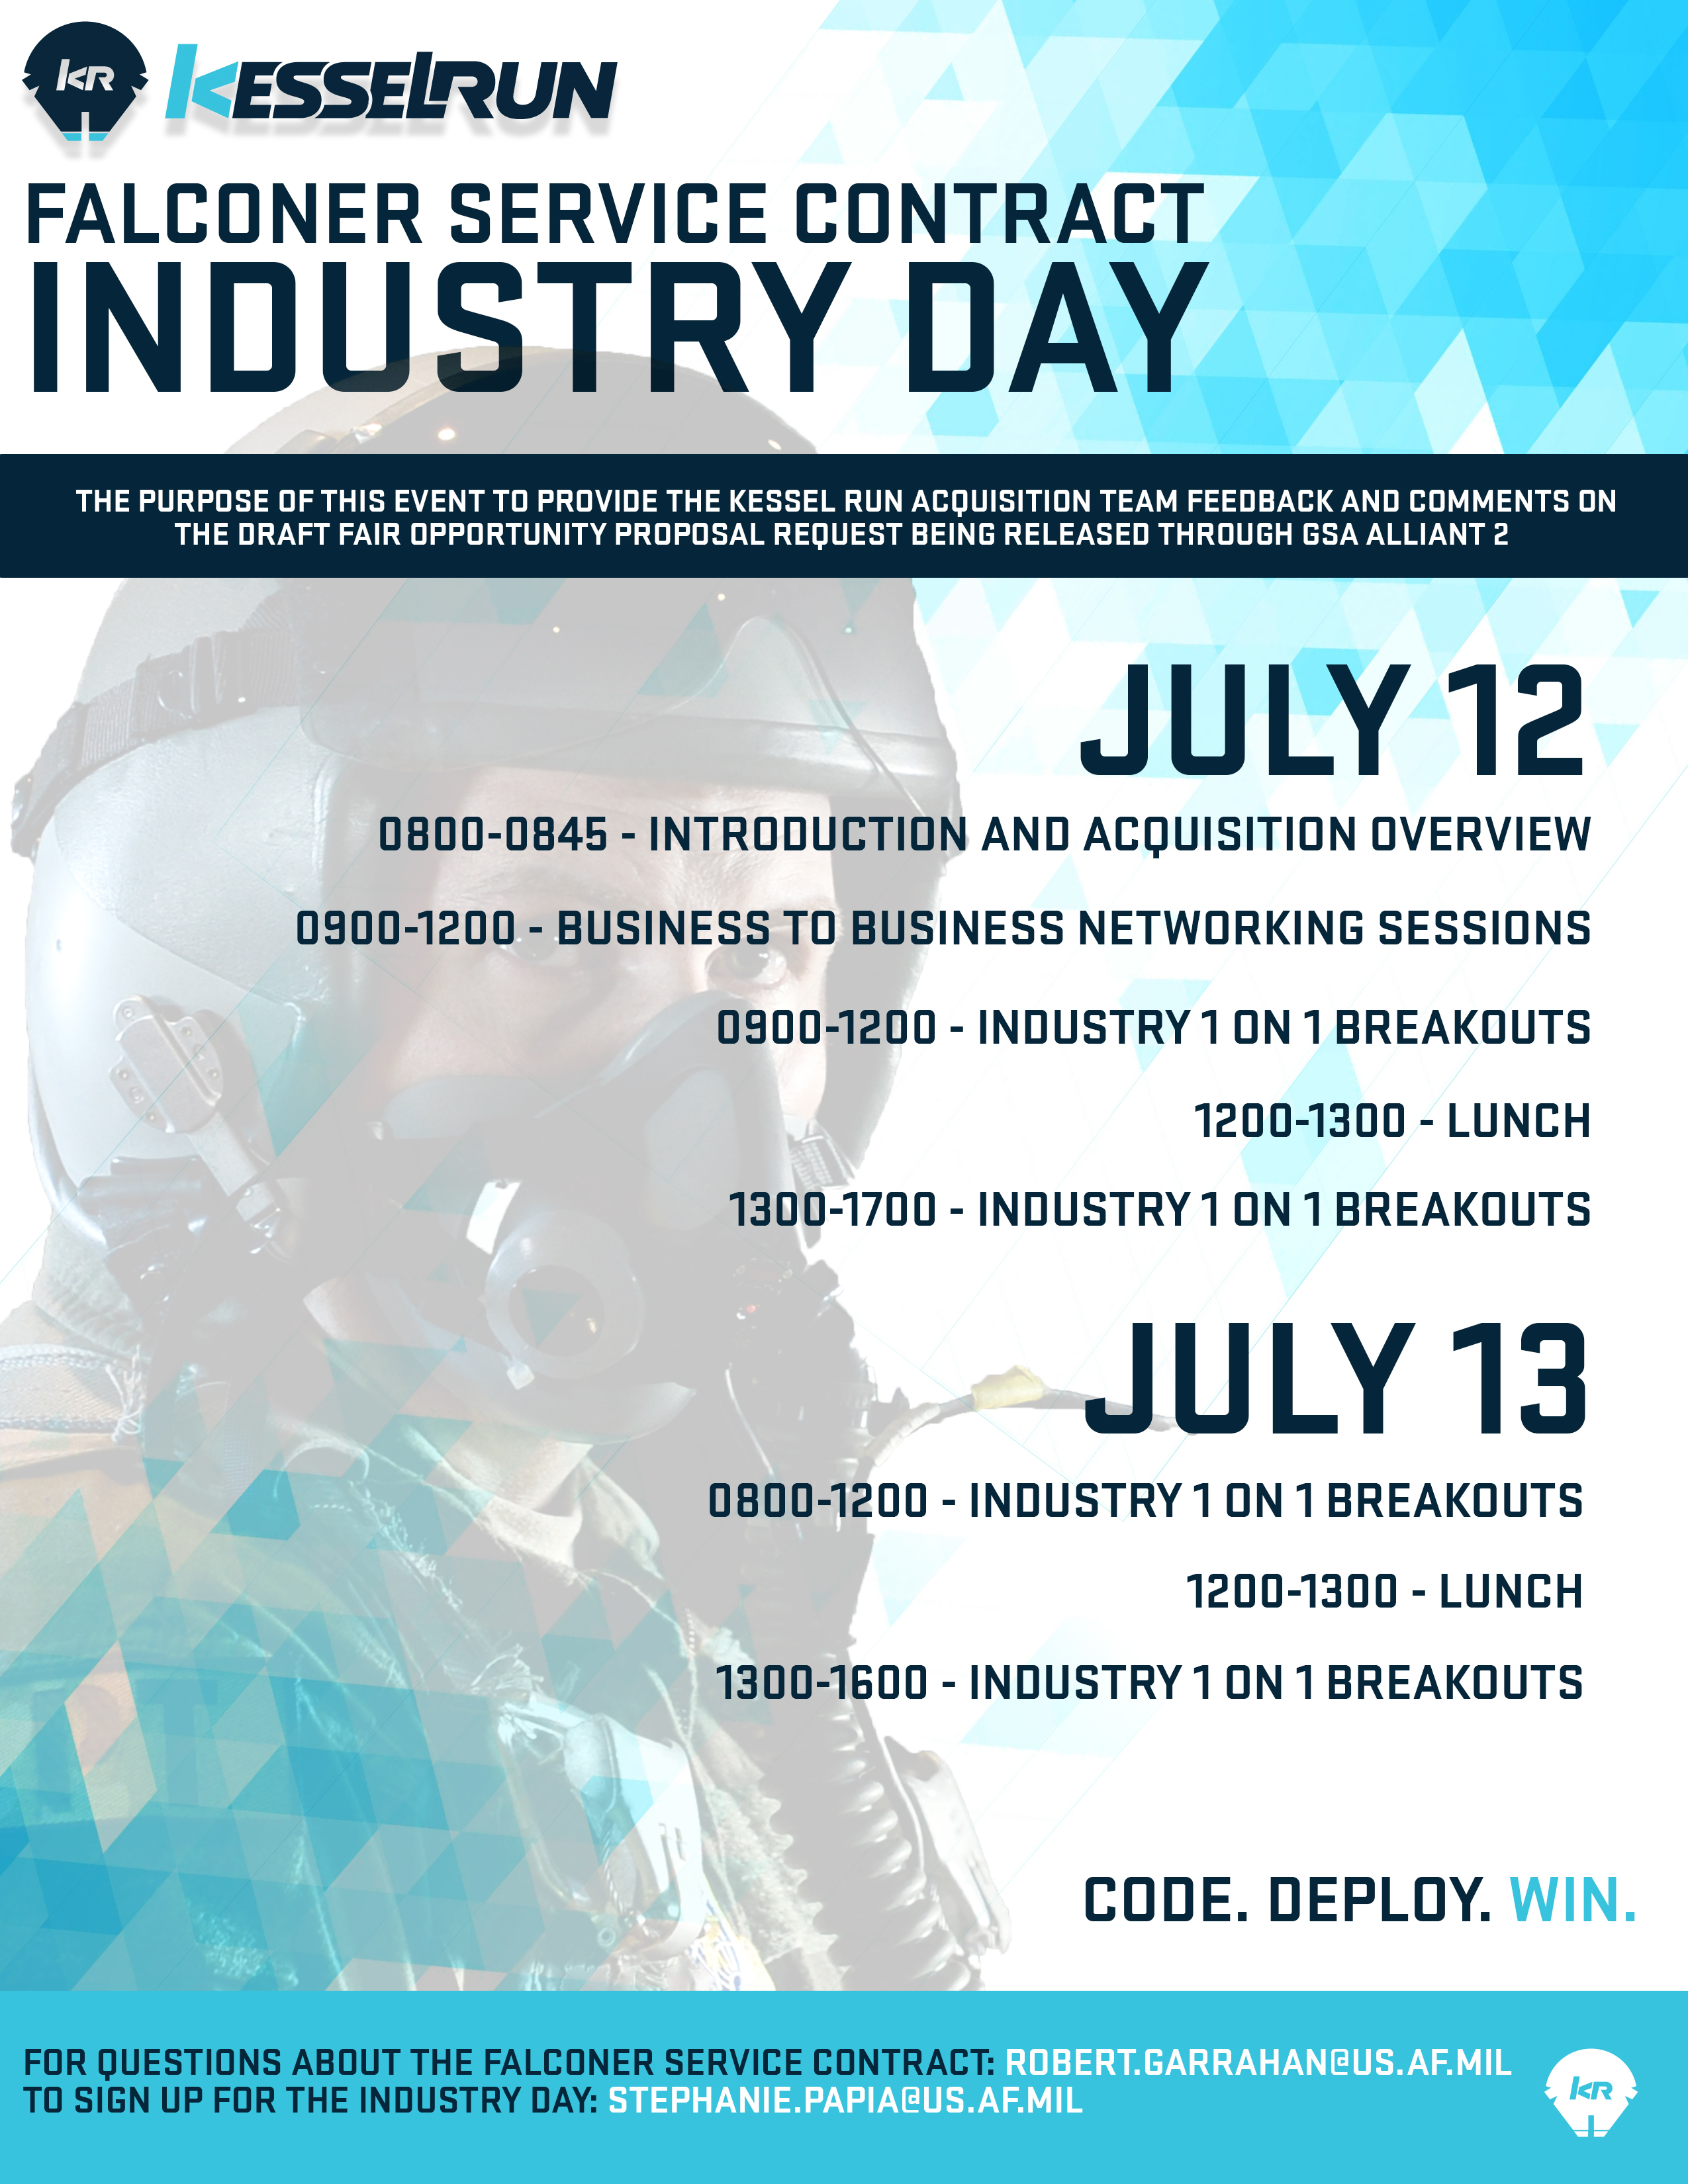 KR KESSELRUN
FALCONER SERVICE CONTRACT
INDUSTRY DAY
THE PURPOSE OF THIS EVENT TO PROVIDE THE KESSEL RUN ACQUISITION TEAM FEEDBACK AND COMMENTS ON
THE DRAFT FAIR OPPORTUNITY PROPOSAL REQUEST BEING RELEASED THROUGH GSA ALLIANT 2
JULY 12
0800-0845 - INTRODUCTION AND ACQUISITION OVERVIEW
0900-1200 - BUSINESS TO BUSINESS NETWORKING SESSIONS
0900-1200 - INDUSTRY 1 ON 1 BREAKOUTS
1200-1300 - LUNCH
1300-1700 - INDUSTRY 1 ON 1 BREAKOUTS
JULY 13
0800-1200 - INDUSTRY 1 ON 1 BREAKOUTS
1200-1300 - LUNCH
1300-1600 - INDUSTRY 1 ON 1 BREAKOUTS
CODE. DEPLOY. WIN.
FOR QUESTIONS ABOUT THE FALCONER SERVICE CONTRACT: ROBERT.GARRAHAN@US.AF.MIL
TO SIGN UP FOR THE INDUSTRY DAY: STEPHANIE.PAPIA@US.AF.MIL
KR